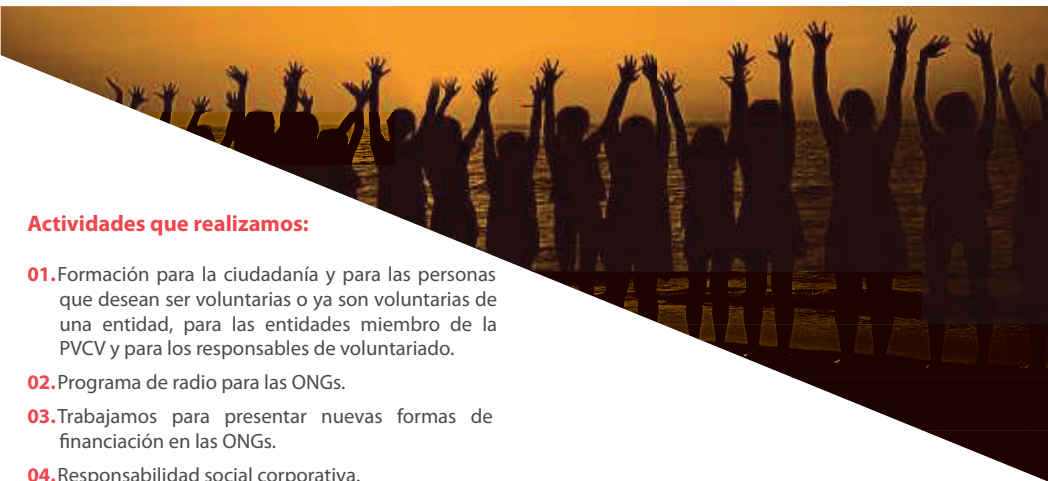 Actividades que realizamos:
01.Formación para la ciudadanía y para las personas
que desean ser voluntarias o ya son voluntarias de
una entidad, para las entidades miembro de la
PVCV y para los responsables de voluntariado.
02.Programa de radio para las ONGs.
03.Trabajamos para presentar nuevas formas de
financiación en las ONGs.
04.Responsabilidad social corporativa.